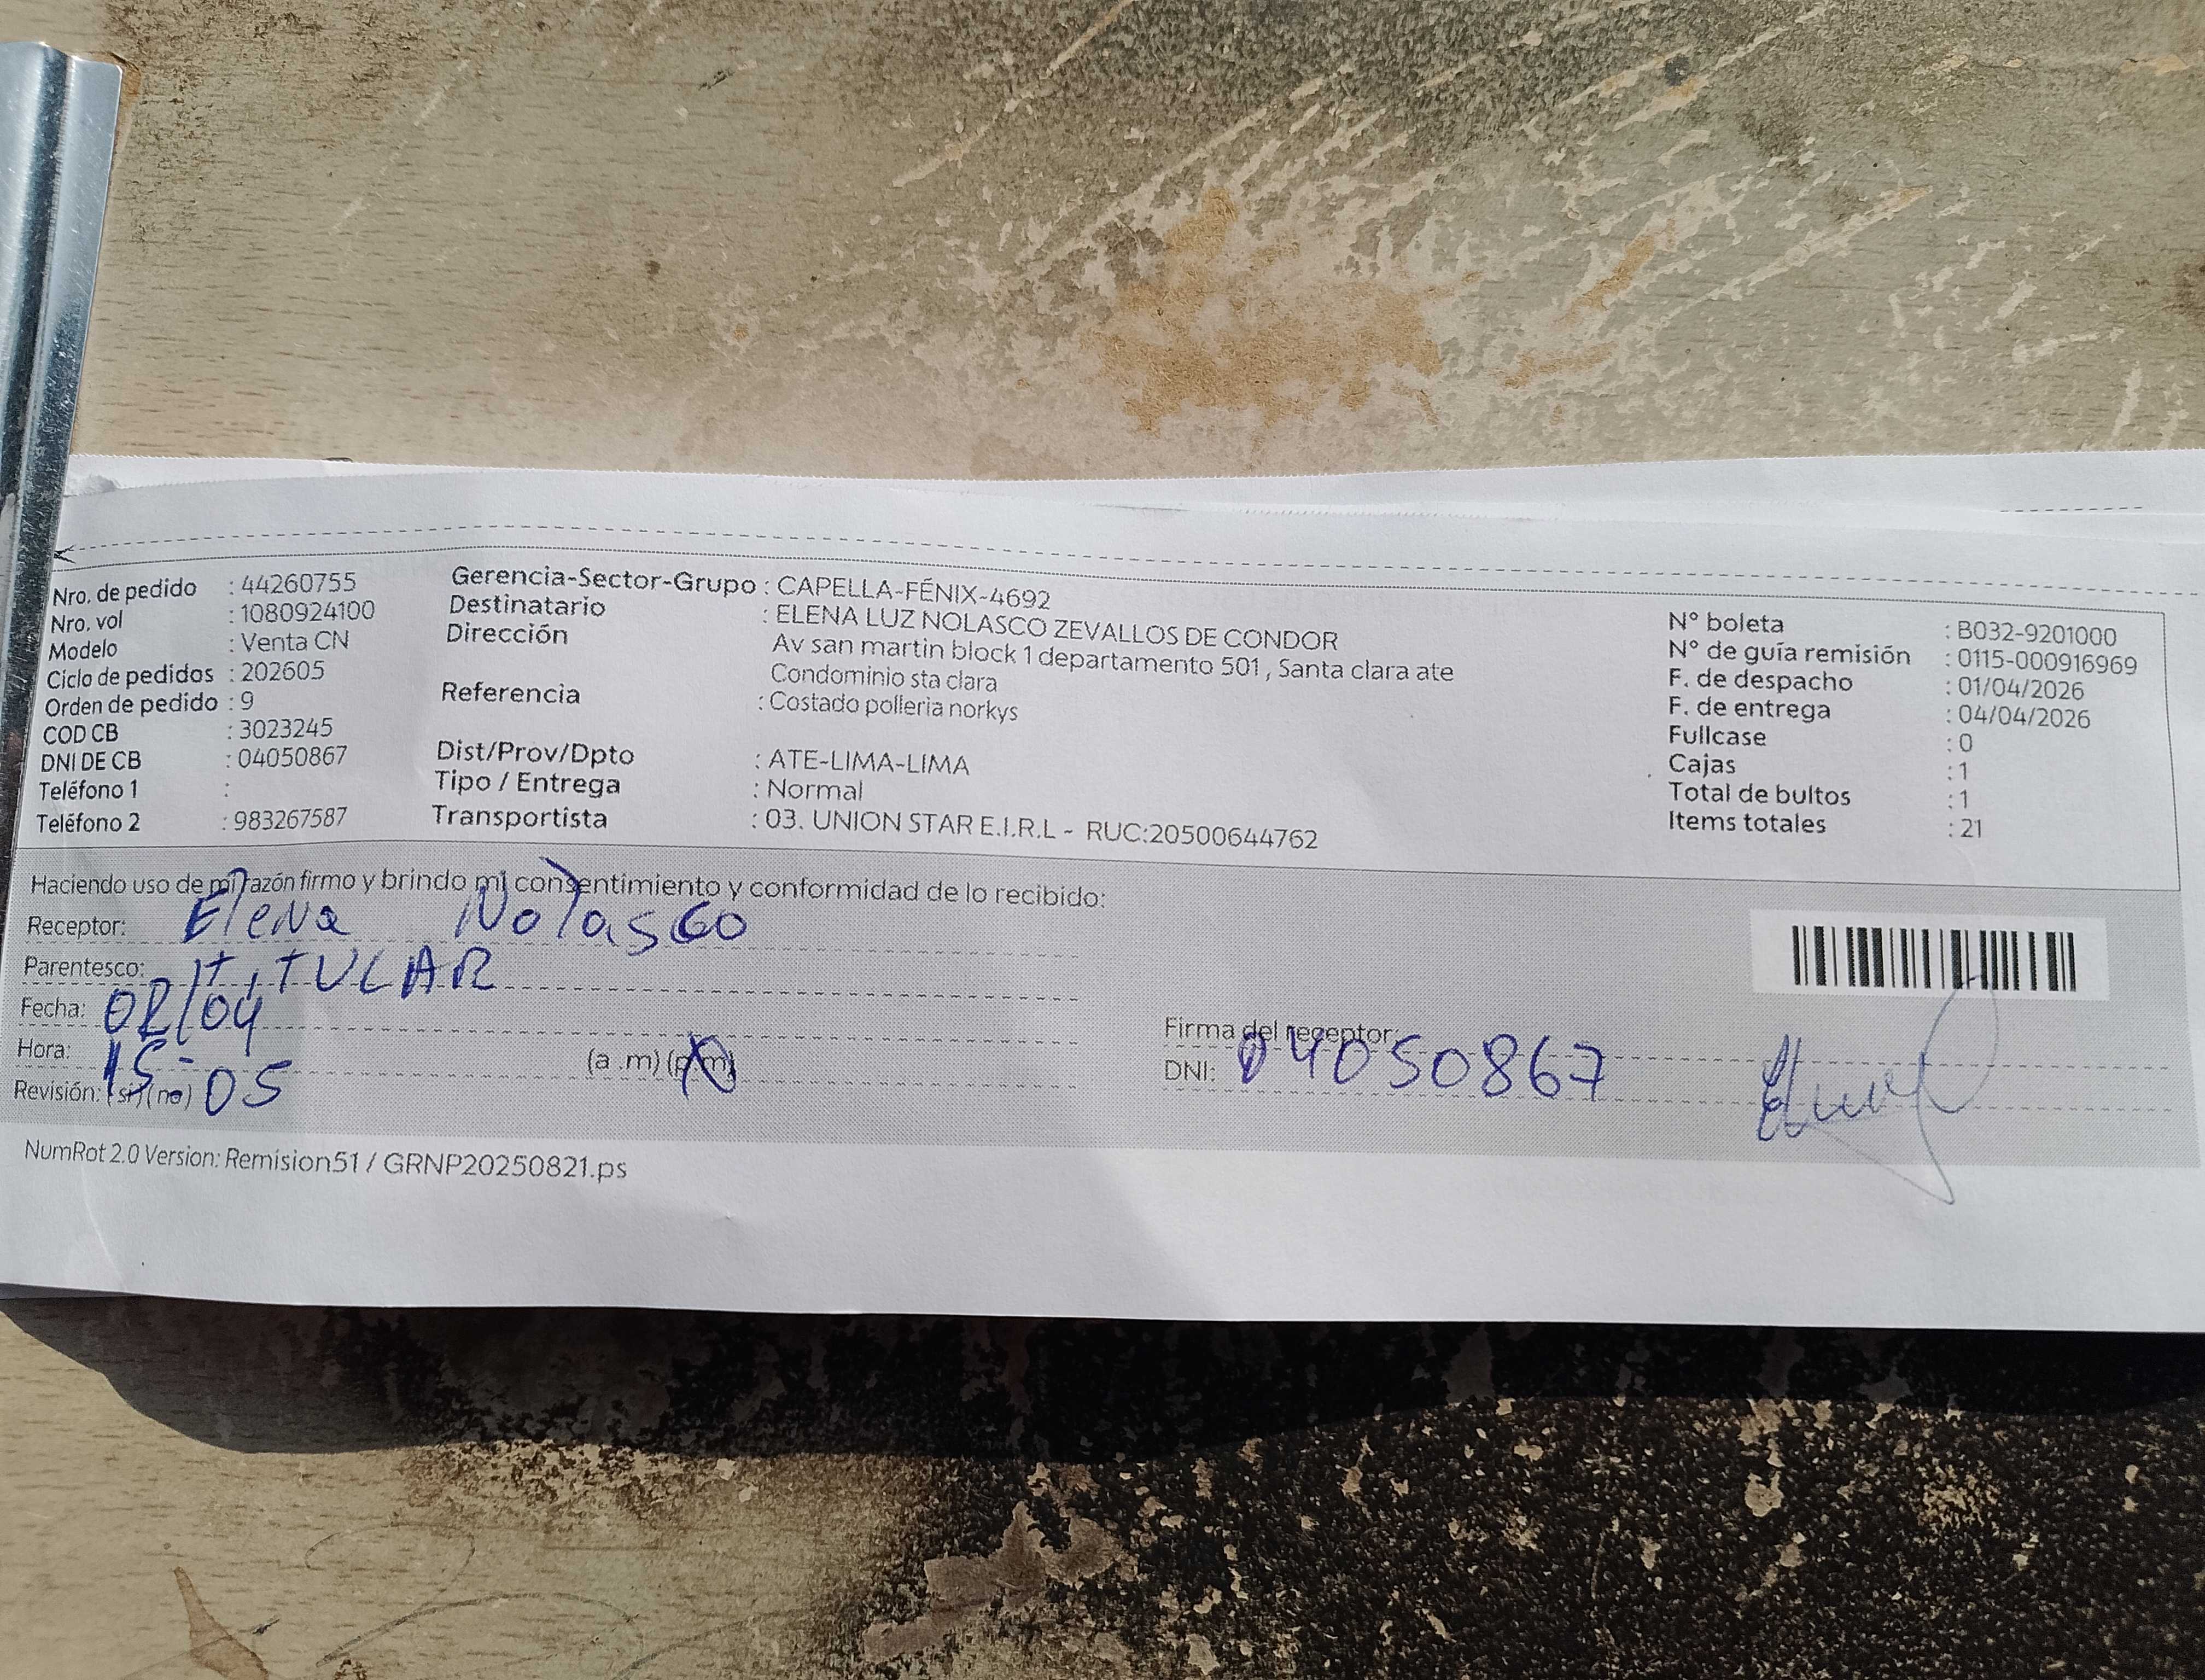 Nro. de pedido : 44260755
Nro. vol : 1080924100
Modelo : Venta CN
Ciclo de pedidos : 202605
Orden de pedido : 9
COD CB : 3023245
DNI DE CB : 04050867
Teléfono 1 :
Teléfono 2 : 983267587
Gerencia-Sector-Grupo : CAPELLA-FÉNIX-4692
Destinatario : ELENA LUZ NOLASCO ZEVALLOS DE CONDOR
Dirección Av san martin block 1 departamento 501, Santa clara ate
Condominio sta clara
Referencia : Costado polleria norkys
Dist/Prov/Dpto : ATE-LIMA-LIMA
Tipo / Entrega : Normal
Transportista : 03. UNION STAR E.I.R.L - RUC:20500644762
N° boleta : B032-9201000
N° de guía remisión : 0115-000916969
F. de despacho : 01/04/2026
F. de entrega : 04/04/2026
Fullcase : 0
Cajas : 1
Total de bultos : 1
Items totales : 21
Haciendo uso de mi razón firmo y brindo mi consentimiento y conformidad de lo recibido:
Receptor: Elena Nolasco
Parentesco: TITULAR
Fecha: 02/04
Hora: 15-05 (a .m) (p.m)
Revisión: (si) (no)
Firma del receptor:
DNI: 04050867
NumRot 2.0 Version: Remision51 / GRNP20250821.ps